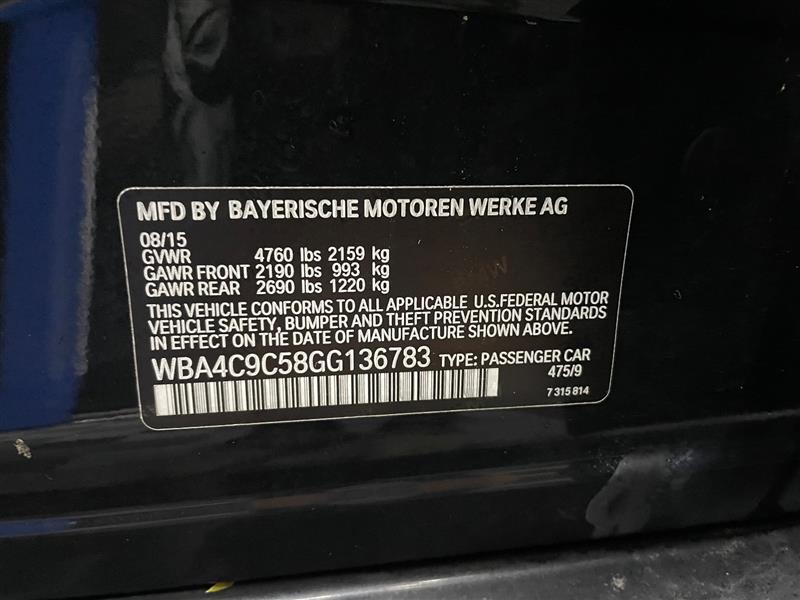 MFD BY BAYERISCHE MOTOREN WERKE AG
08/15
GVWR 4760 lbs 2159 kg
GAWR FRONT 2190 lbs 993 kg
GAWR REAR 2690 lbs 1220 kg
THIS VEHICLE CONFORMS TO ALL APPLICABLE U.S.FEDERAL MOTOR
VEHICLE SAFETY, BUMPER AND THEFT PREVENTION STANDARDS
IN EFFECT ON THE DATE OF MANUFACTURE SHOWN ABOVE.
WBA4C9C58GG136783 TYPE: PASSENGER CAR
475/9
7 315 814